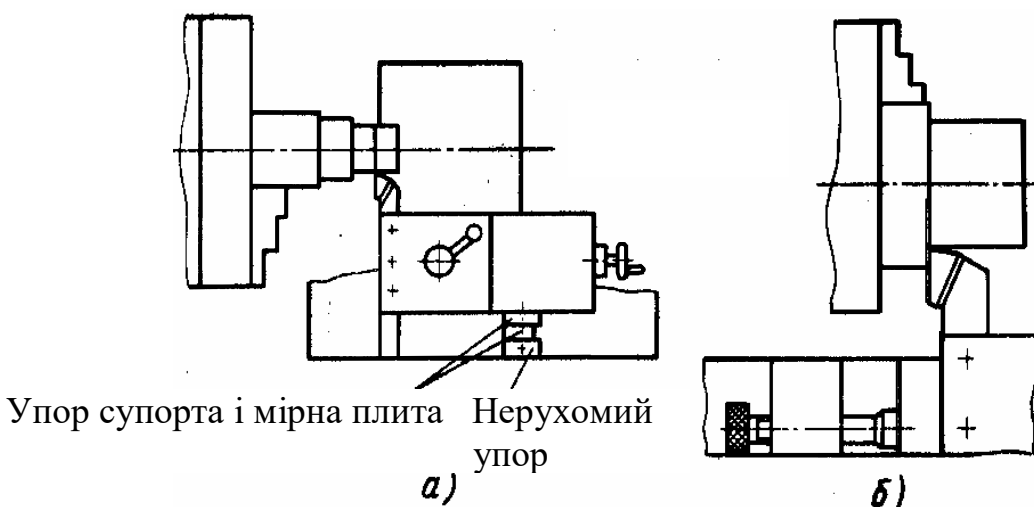 Упор супорта і мірна плита Нерухомий
упор
а) б)